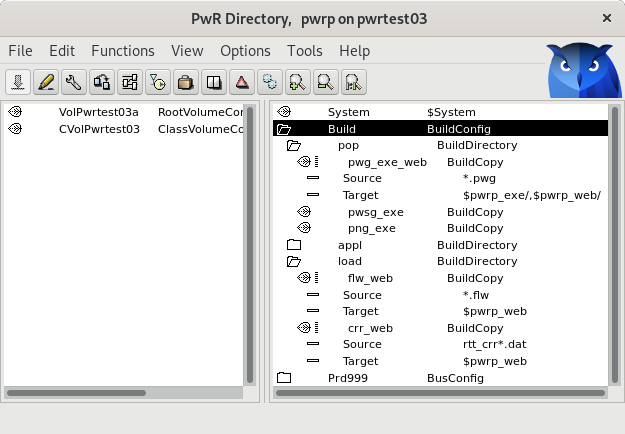 PwR Directory, pwrp on pwrtest03
File Edit Functions View Options Tools Help
VolPwrtest03a RootVolumeCor
CVolPwrtest03 ClassVolumeCo
System $System
Build BuildConfig
pop BuildDirectory
pwg_exe_web BuildCopy
Source *.pwg
Target $pwrp_exe/,$pwrp_web/
pwsg_exe BuildCopy
png_exe BuildCopy
appl BuildDirectory
load BuildDirectory
flw_web BuildCopy
Source *.flw
Target $pwrp_web
crr_web BuildCopy
Source rtt_crr*.dat
Target $pwrp_web
Prd999 BusConfig